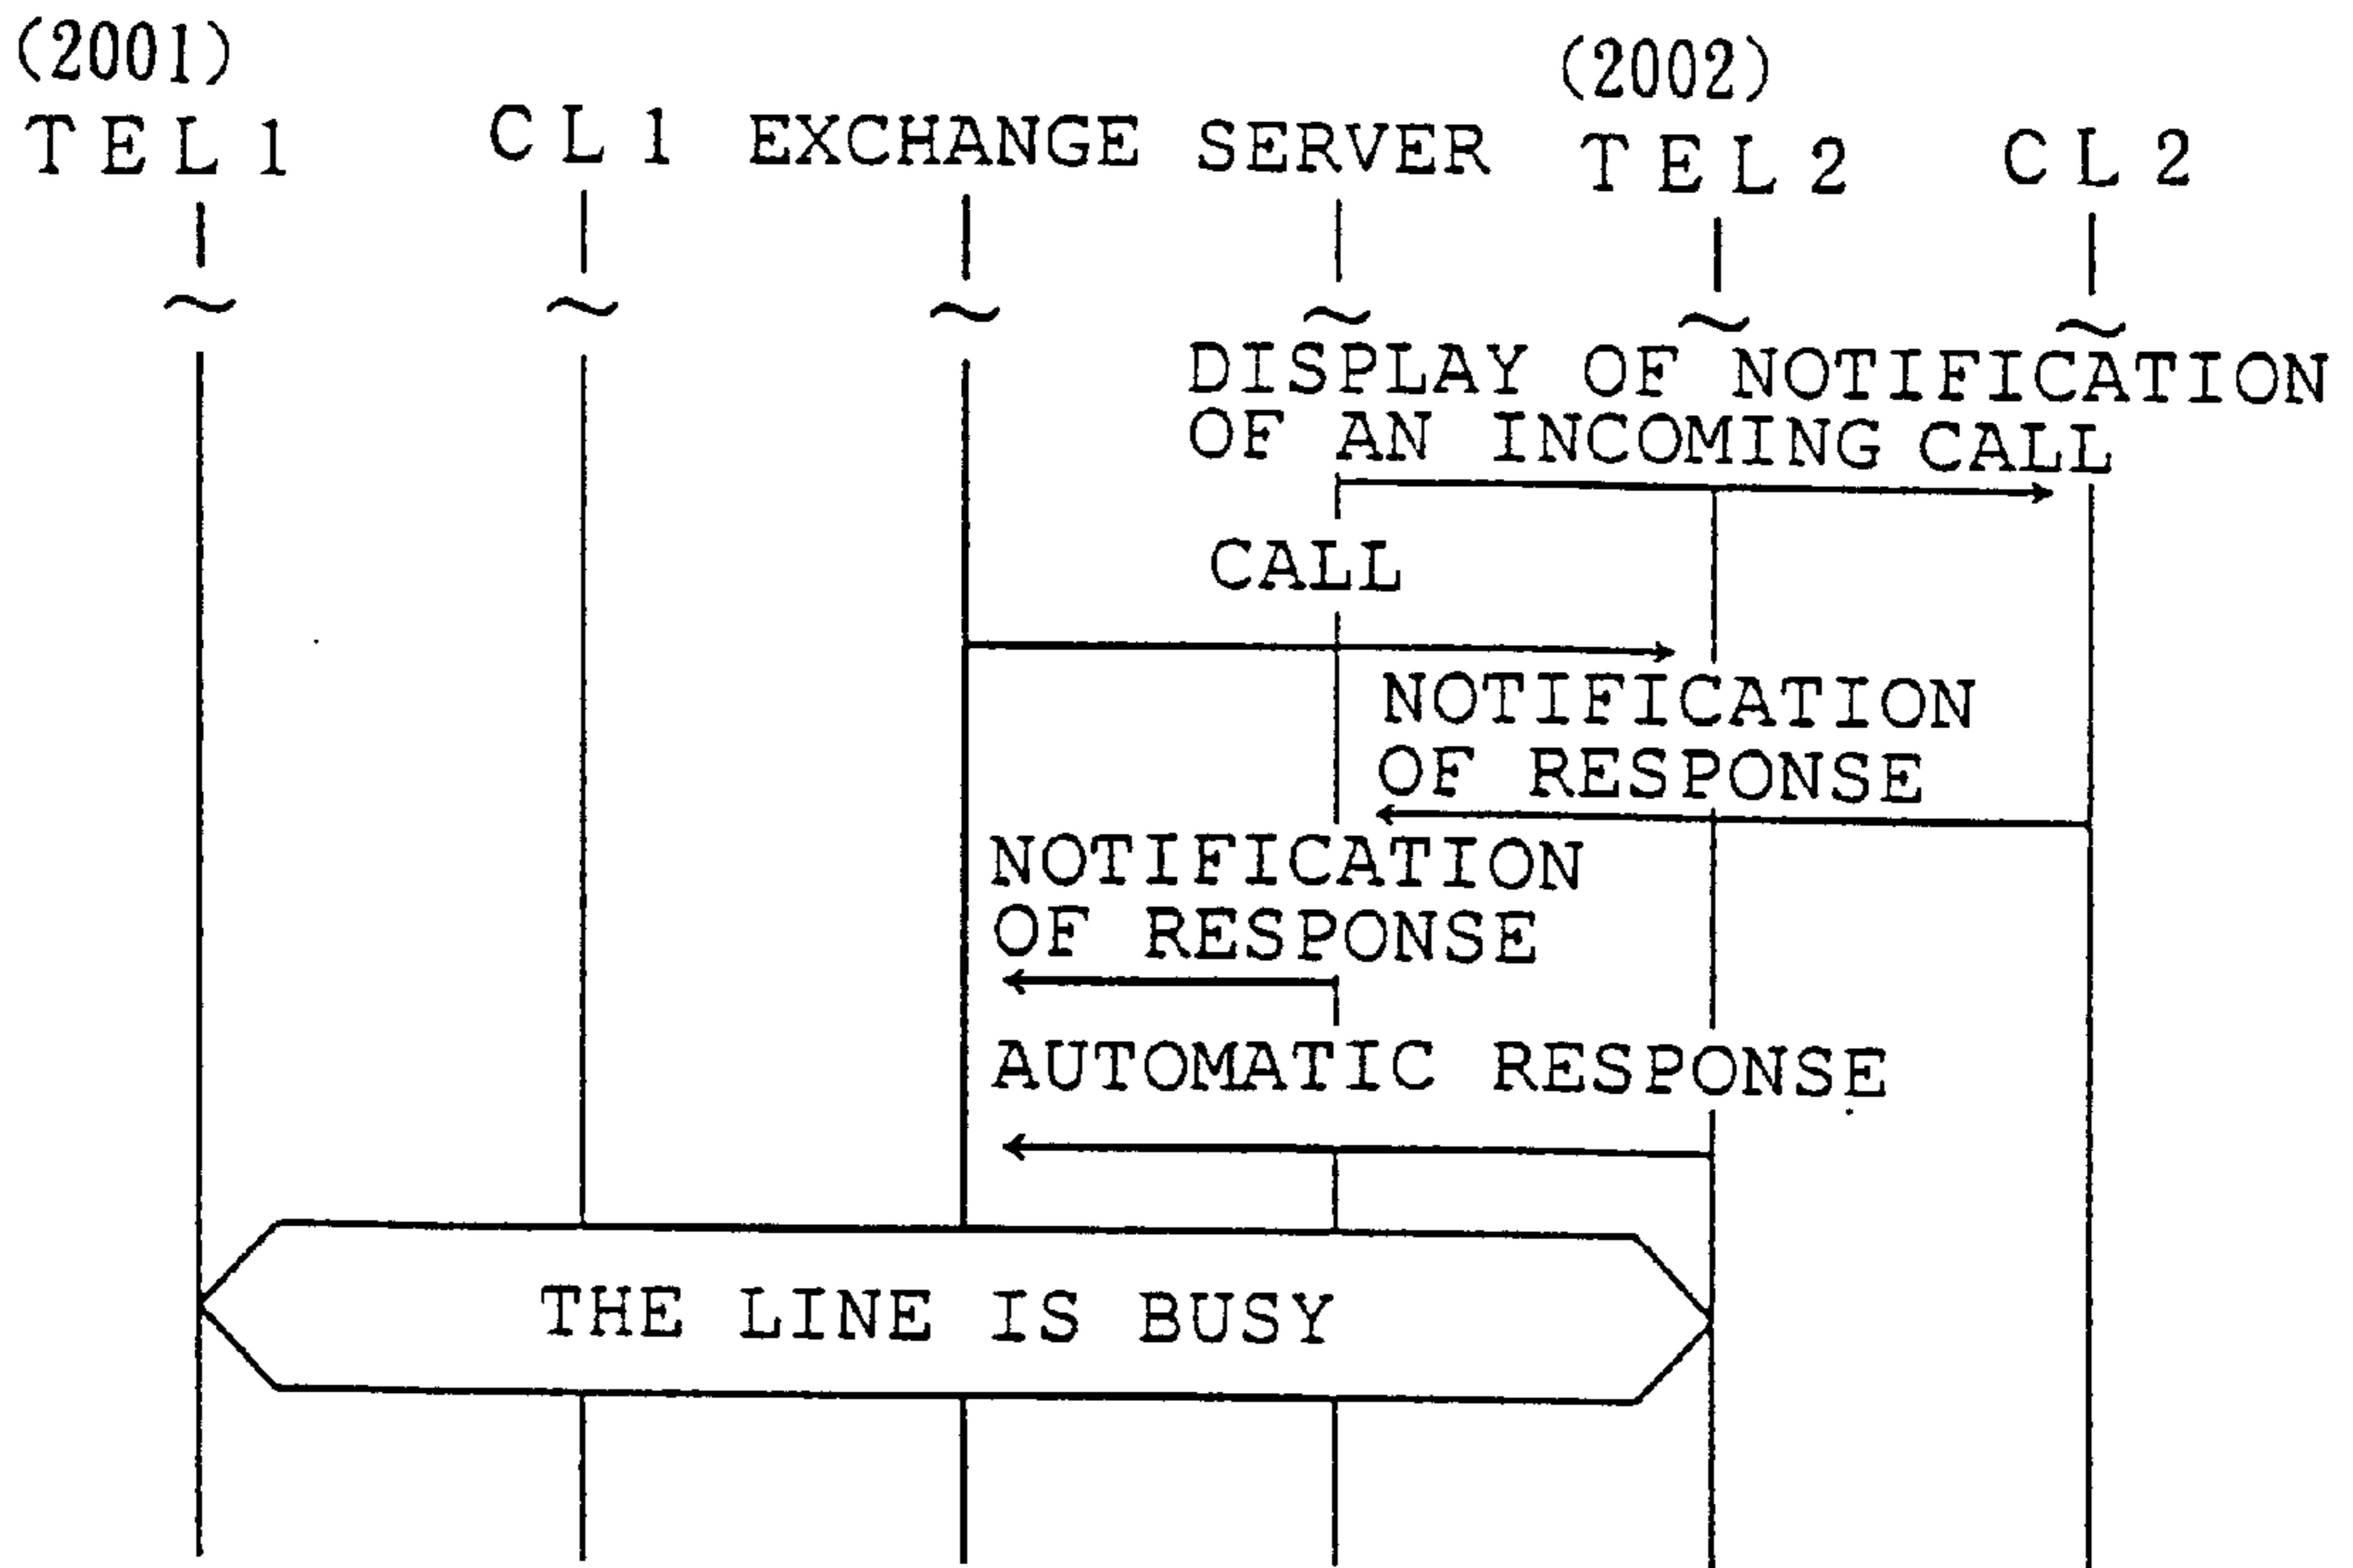 (2001)
(2002)
TEL1 CL1 EXCHANGE SERVER TEL2 CL2
DISPLAY OF NOTIFICATION
OF AN INCOMING CALL
CALL
NOTIFICATION
OF RESPONSE
NOTIFICATION
OF RESPONSE
AUTOMATIC RESPONSE
THE LINE IS BUSY